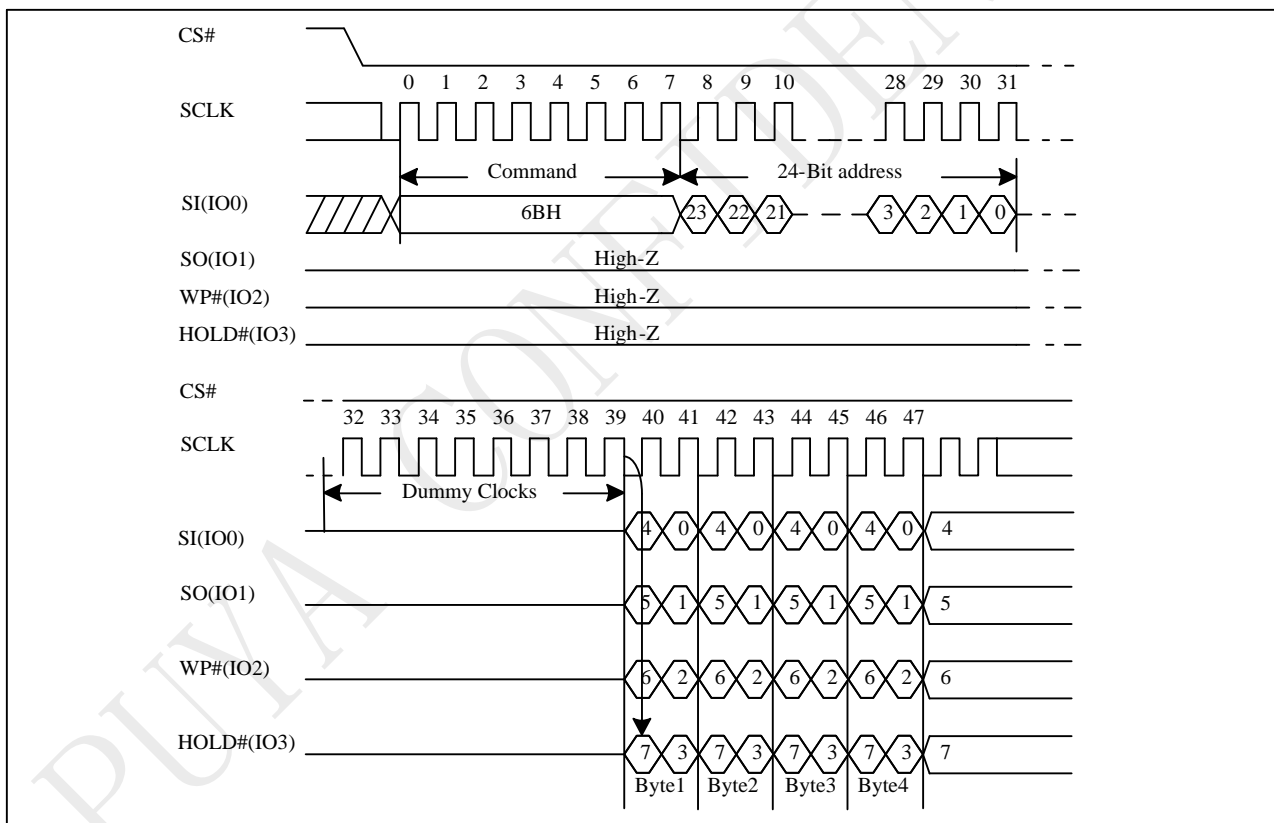 CS#
0 1 2 3 4 5 6 7 8 9 10 28 29 30 31
SCLK
Command 24-Bit address
SI(IO0) 6BH 23 22 21 3 2 1 0
SO(IO1) High-Z
WP#(IO2) High-Z
HOLD#(IO3) High-Z
CS#
32 33 34 35 36 37 38 39 40 41 42 43 44 45 46 47
SCLK
Dummy Clocks
SI(IO0) 4 0 4 0 4 0 4 0 4
SO(IO1) 5 1 5 1 5 1 5 1 5
WP#(IO2) 6 2 6 2 6 2 6 2 6
HOLD#(IO3) 7 3 7 3 7 3 7 3 7
Byte1 Byte2 Byte3 Byte4
PUYA CONFIDEN